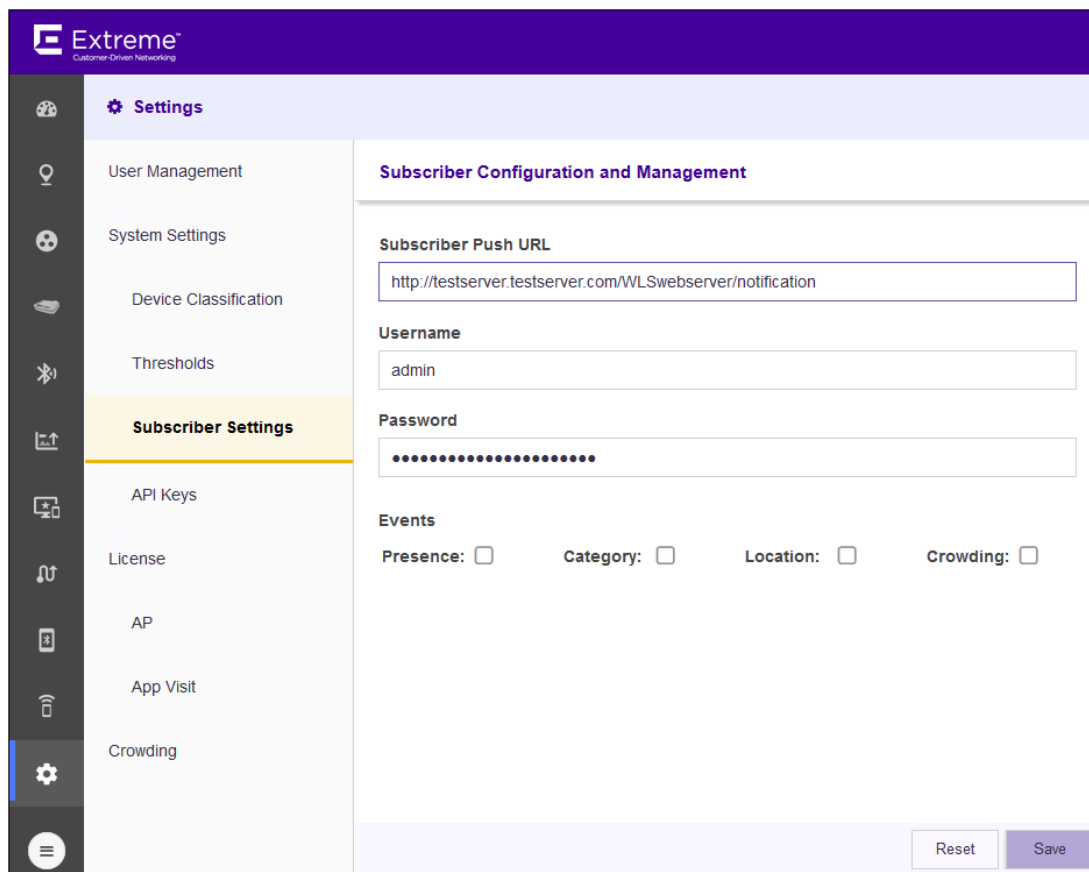 Extreme™
Customer-Driven Networking
Settings
User Management
System Settings
Device Classification
Thresholds
Subscriber Settings
API Keys
License
AP
App Visit
Crowding
Subscriber Configuration and Management
Subscriber Push URL
http://testserver.testserver.com/WLSwebserver/notification
Username
admin
Password
••••••••••••••••••••••
Events
Presence: Category: Location: Crowding:
Reset Save